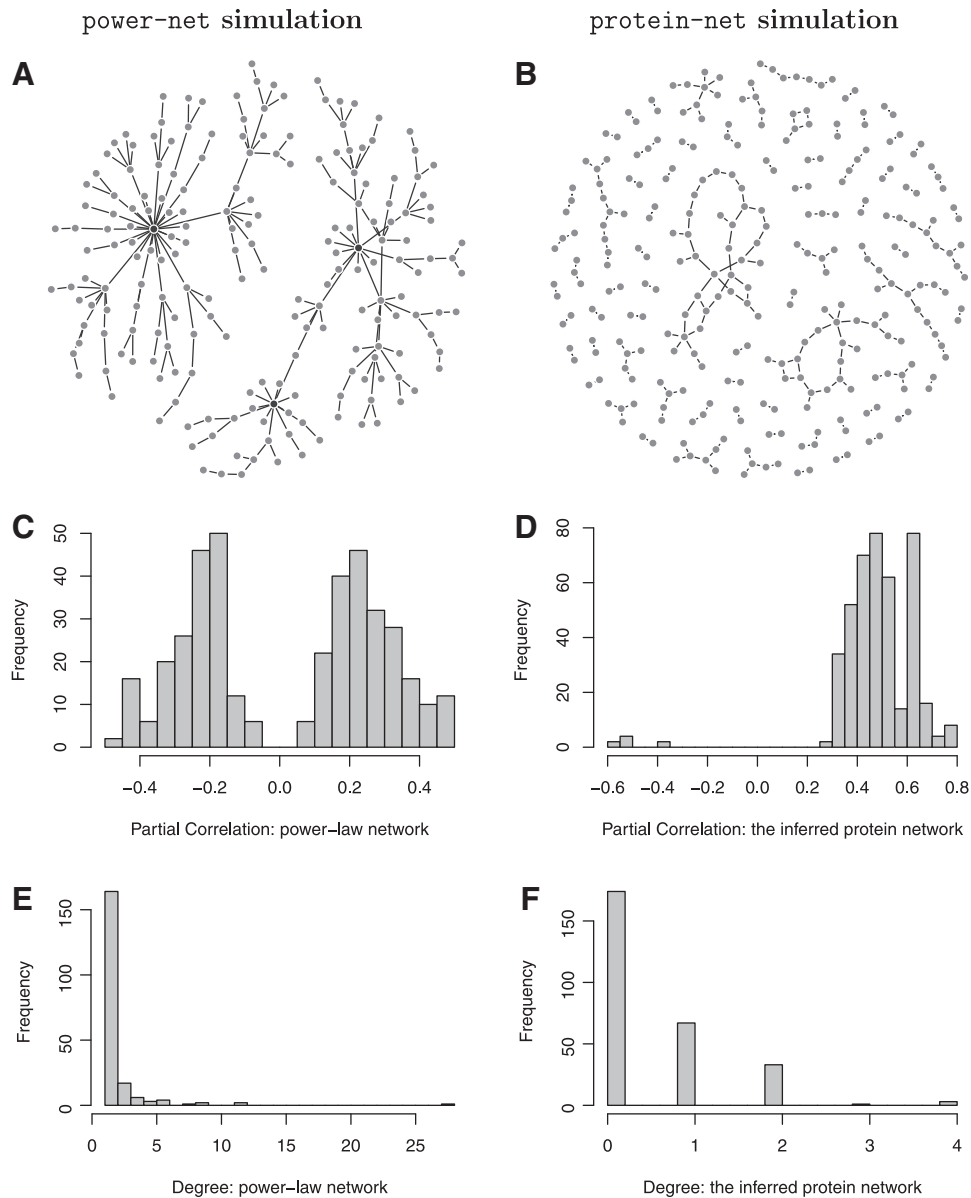 power-net simulation
protein-net simulation
A
B
C
D
Frequency
0 10 20 30 40 50
−0.4 −0.2 0.0 0.2 0.4
Partial Correlation: power−law network
Frequency
0 20 40 60 80
−0.6 −0.4 −0.2 0.0 0.2 0.4 0.6 0.8
Partial Correlation: the inferred protein network
E
F
Frequency
0 50 100 150
0 5 10 15 20 25
Degree: power−law network
Frequency
0 50 100 150
0 1 2 3 4
Degree: the inferred protein network